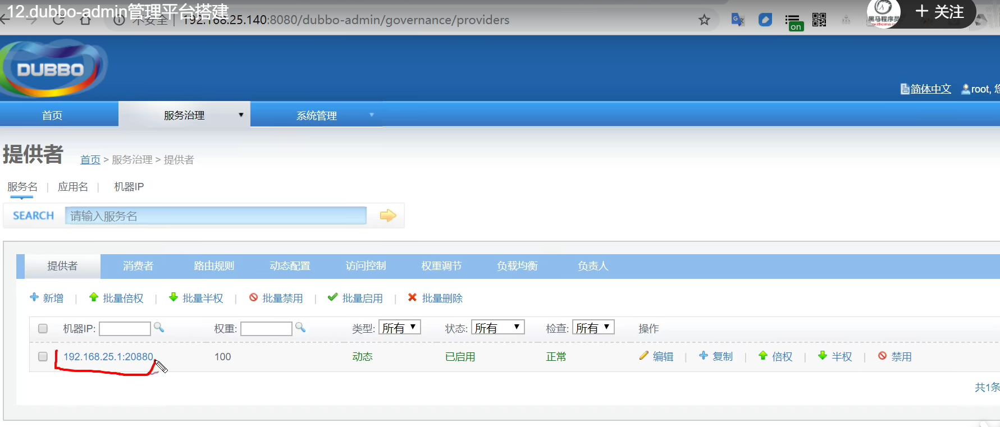 12.dubbo-admin管理平台搭建
不安全 | 192.168.25.140:8080/dubbo-admin/governance/providers
on
黑马程序员
+ 关注
DUBBO
简体中文 root, 您
首页 服务治理 ▼ 系统管理 ▼
提供者 首页 > 服务治理 > 提供者
服务名 | 应用名 | 机器IP
SEARCH 请输入服务名
提供者 消费者 路由规则 动态配置 访问控制 权重调节 负载均衡 负责人
新增 | 批量倍权 | 批量半权 | 批量禁用 | 批量启用 | 批量删除
机器IP: 权重: 类型: 所有 ▼ 状态: 所有 ▼ 检查: 所有 ▼ 操作
192.168.25.1:20880 100 动态 已启用 正常 编辑 | 复制 | 倍权 | 半权 | 禁用
共1条